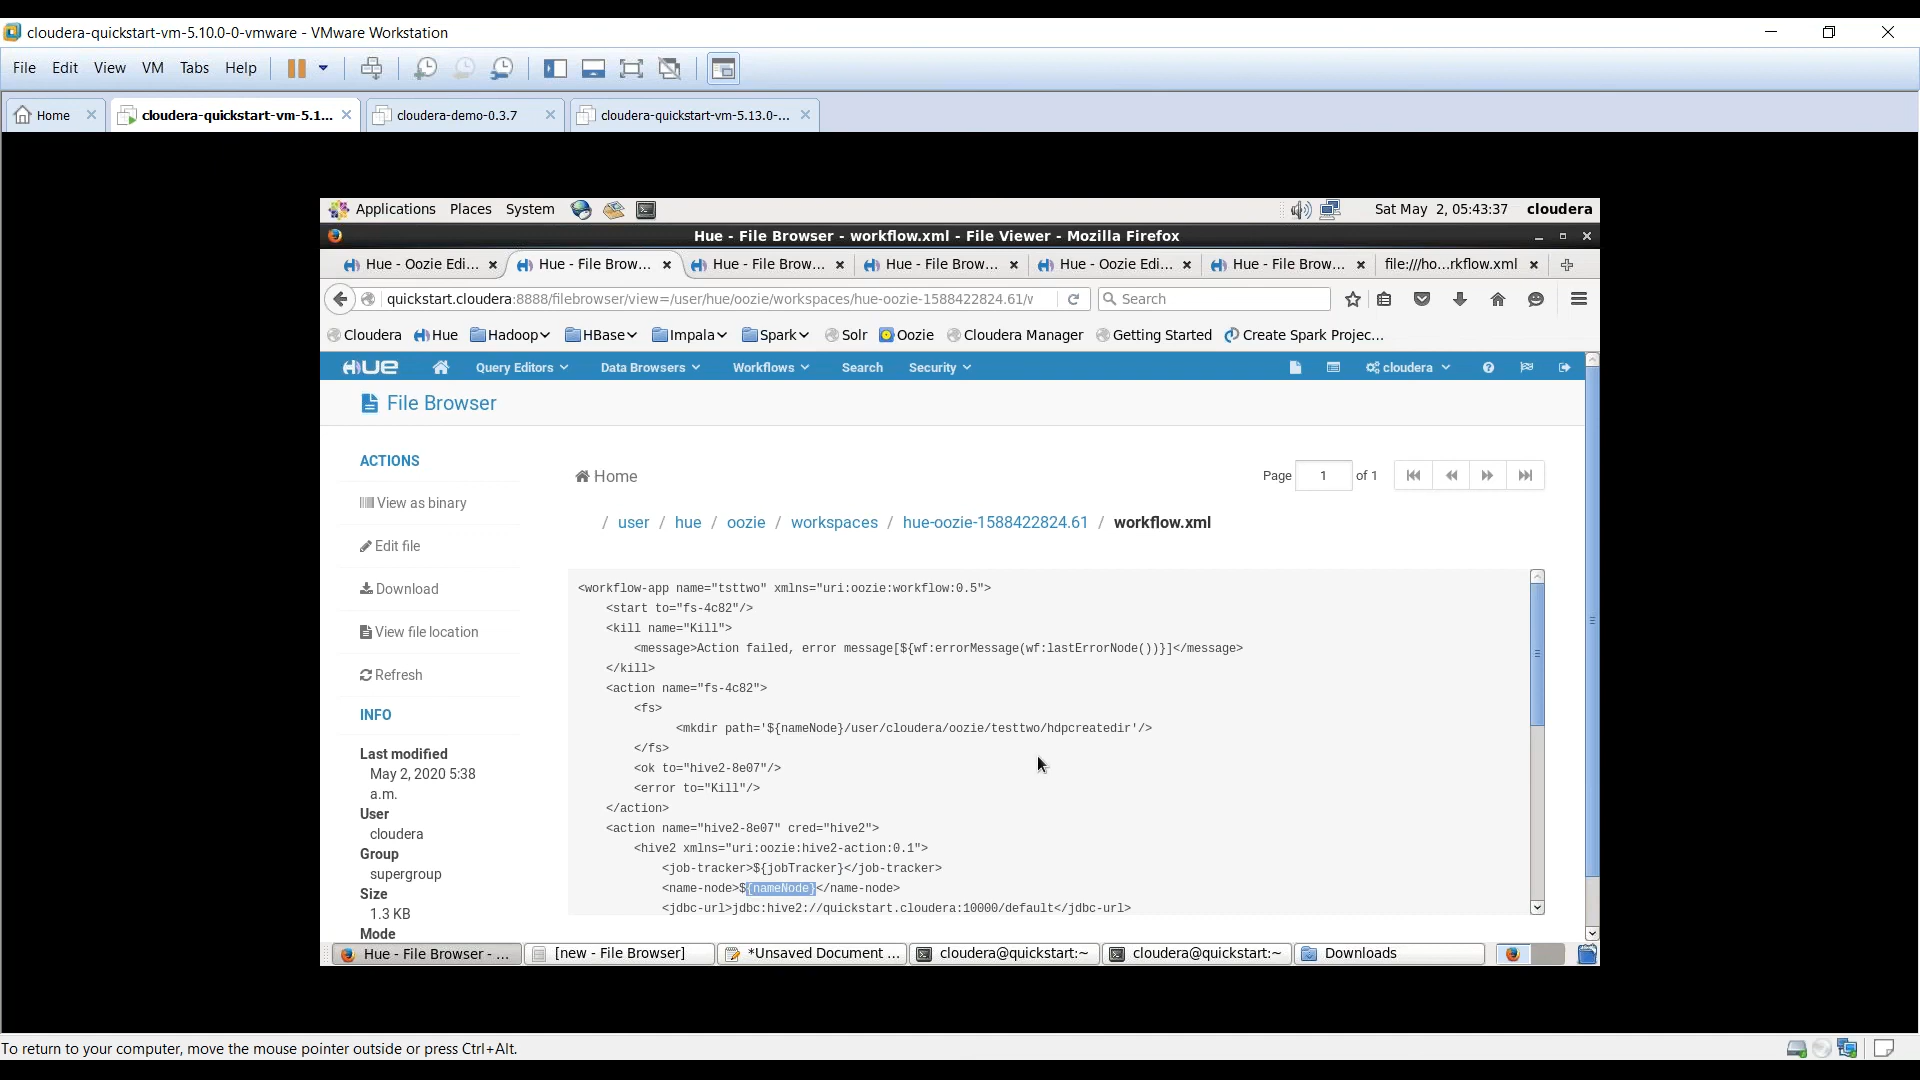 cloudera-quickstart-vm-5.10.0-0-vmware - VMware Workstation
File Edit View VM Tabs Help
Home cloudera-quickstart-vm-5.1... cloudera-demo-0.3.7 cloudera-quickstart-vm-5.13.0-...
Applications Places System Sat May 2, 05:43:37 cloudera
Hue - File Browser - workflow.xml - File Viewer - Mozilla Firefox
Hue - Oozie Edi... Hue - File Brow... Hue - File Brow... Hue - File Brow... Hue - Oozie Edi... Hue - File Brow... file:///ho...rkflow.xml
quickstart.cloudera:8888/filebrowser/view=/user/hue/oozie/workspaces/hue-oozie-1588422824.61/v Search
Cloudera Hue Hadoop HBase Impala Spark Solr Oozie Cloudera Manager Getting Started Create Spark Projec...
HUE Query Editors Data Browsers Workflows Search Security cloudera
File Browser
ACTIONS
View as binary
Edit file
Download
View file location
Refresh
INFO
Last modified
May 2, 2020 5:38
a.m.
User
cloudera
Group
supergroup
Size
1.3 KB
Mode
Home Page 1 of 1
/ user / hue / oozie / workspaces / hue-oozie-1588422824.61 / workflow.xml
<workflow-app name="tsttwo" xmlns="uri:oozie:workflow:0.5">
<start to="fs-4c82"/>
<kill name="Kill">
<message>Action failed, error message[${wf:errorMessage(wf:lastErrorNode())}]</message>
</kill>
<action name="fs-4c82">
<fs>
<mkdir path='${nameNode}/user/cloudera/oozie/testtwo/hdpcreatedir'/>
</fs>
<ok to="hive2-8e07"/>
<error to="Kill"/>
</action>
<action name="hive2-8e07" cred="hive2">
<hive2 xmlns="uri:oozie:hive2-action:0.1">
<job-tracker>${jobTracker}</job-tracker>
<name-node>${nameNode}</name-node>
<jdbc-url>jdbc:hive2://quickstart.cloudera:10000/default</jdbc-url>
Hue - File Browser - ... [new - File Browser] *Unsaved Document ... cloudera@quickstart:~ cloudera@quickstart:~ Downloads
To return to your computer, move the mouse pointer outside or press Ctrl+Alt.